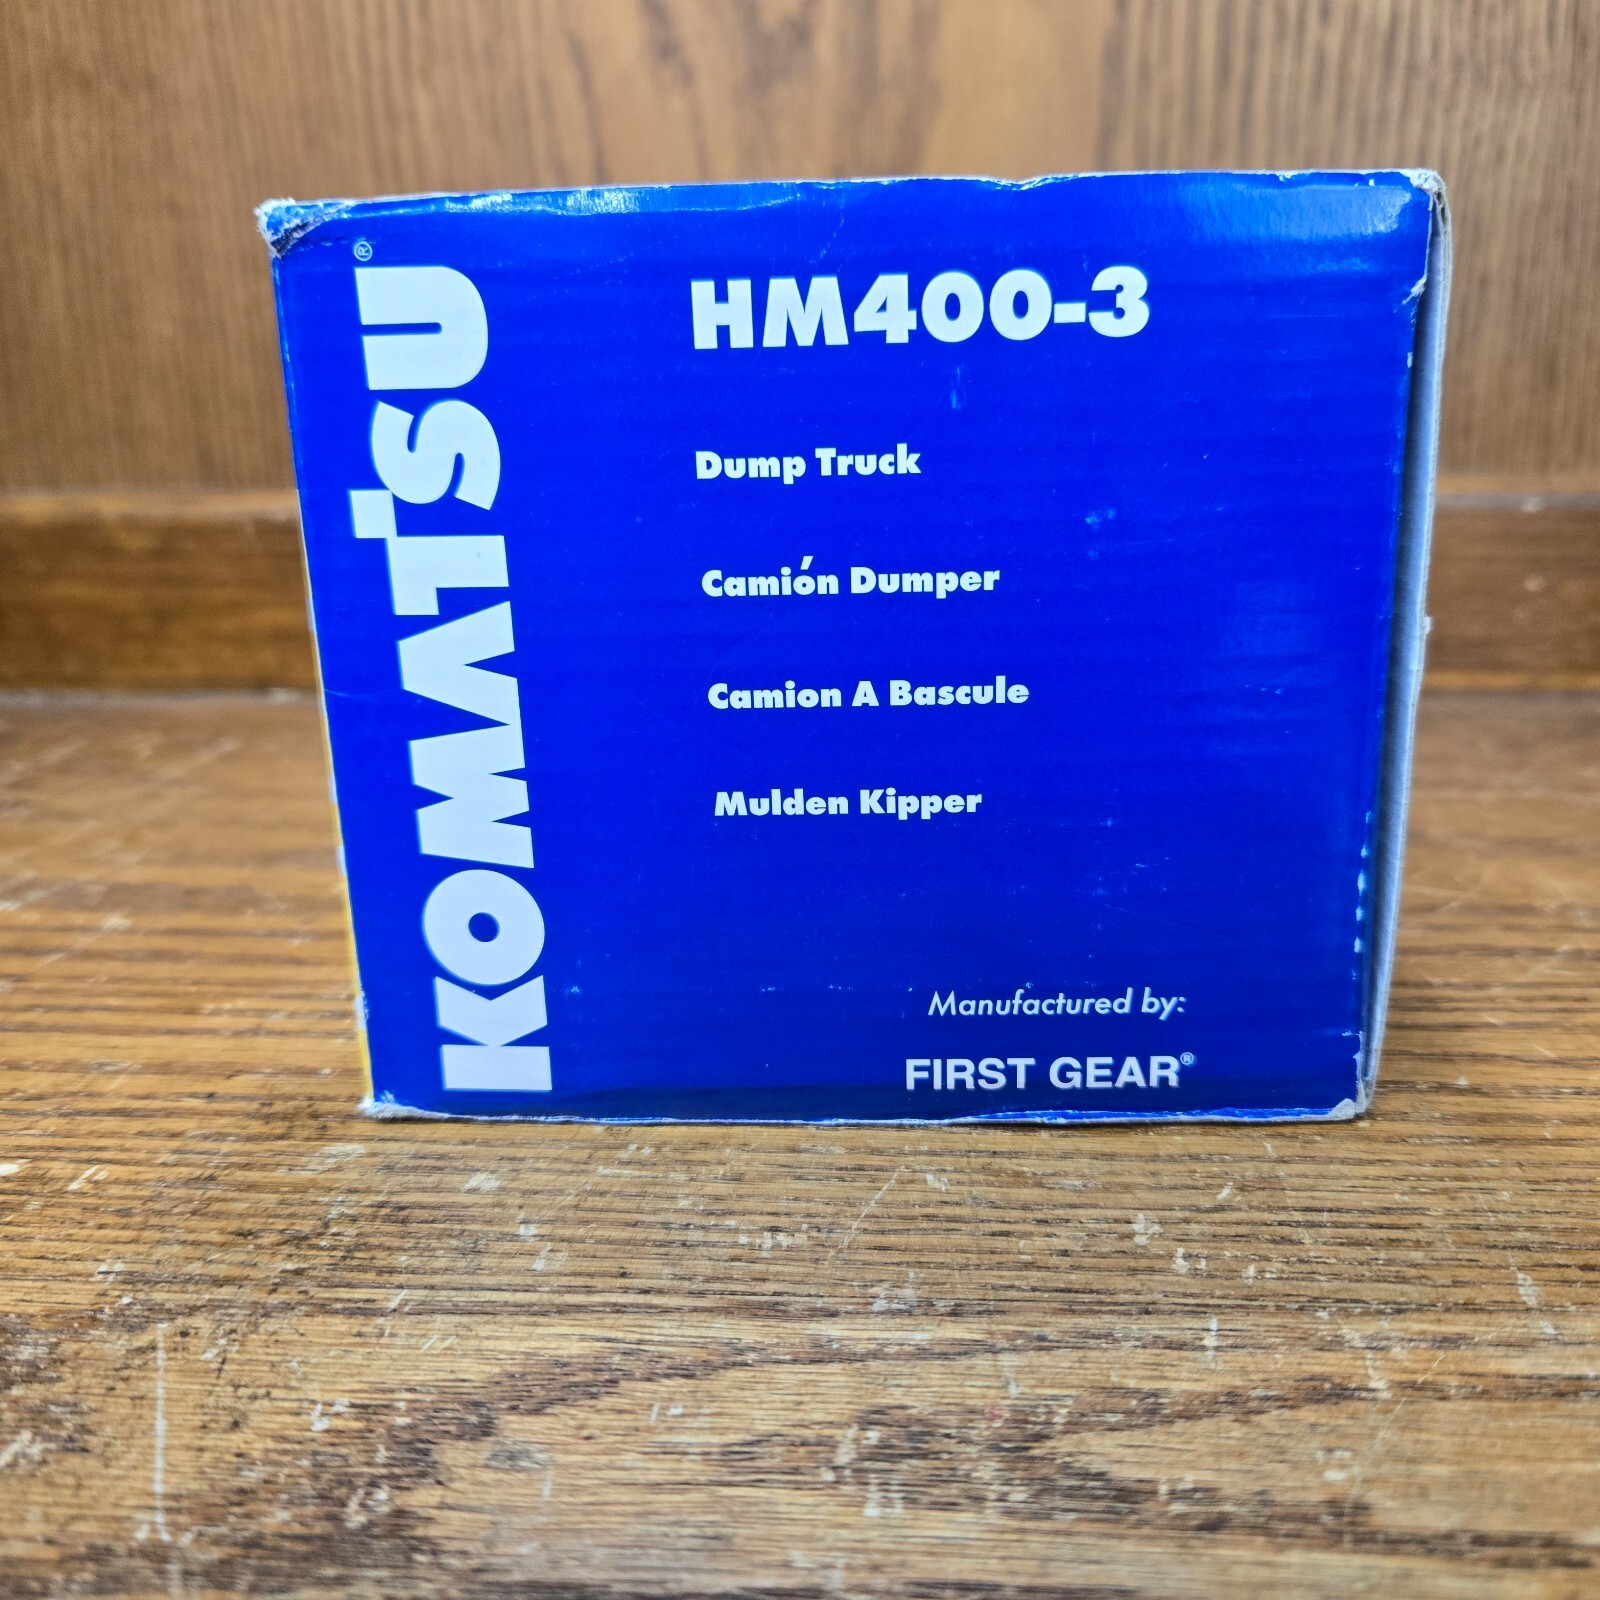 KOMATSU®
HM400-3
Dump Truck
Camión Dumper
Camion A Bascule
Mulden Kipper
Manufactured by:
FIRST GEAR®